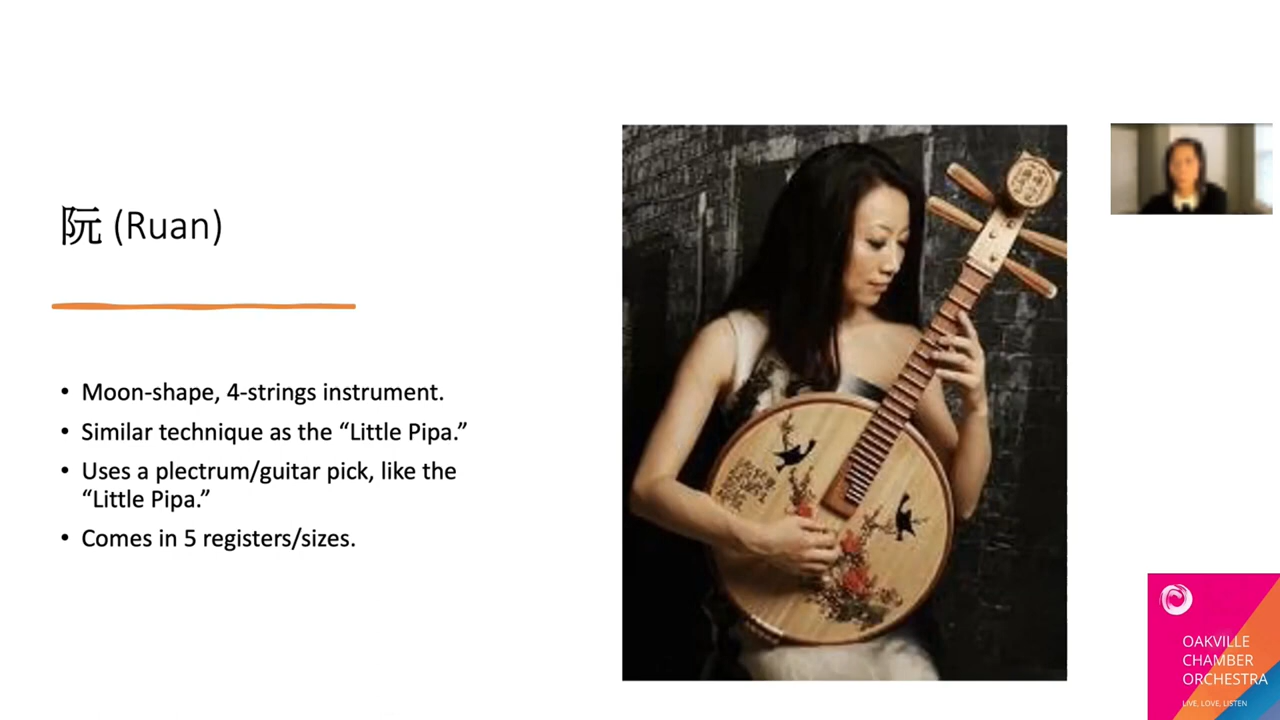 阮 (Ruan)
• Moon-shape, 4-strings instrument.
• Similar technique as the “Little Pipa.”
• Uses a plectrum/guitar pick, like the
“Little Pipa.”
• Comes in 5 registers/sizes.
OAKVILLE
CHAMBER
ORCHESTRA
LIVE, LOVE, LISTEN